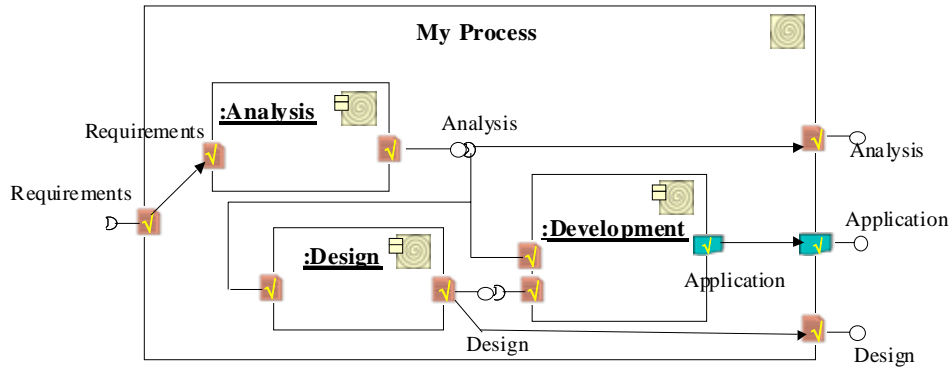 My Process
:Analysis
Requirements
Analysis
Analysis
Requirements
:Development
Application
:Design
Application
Design
Design